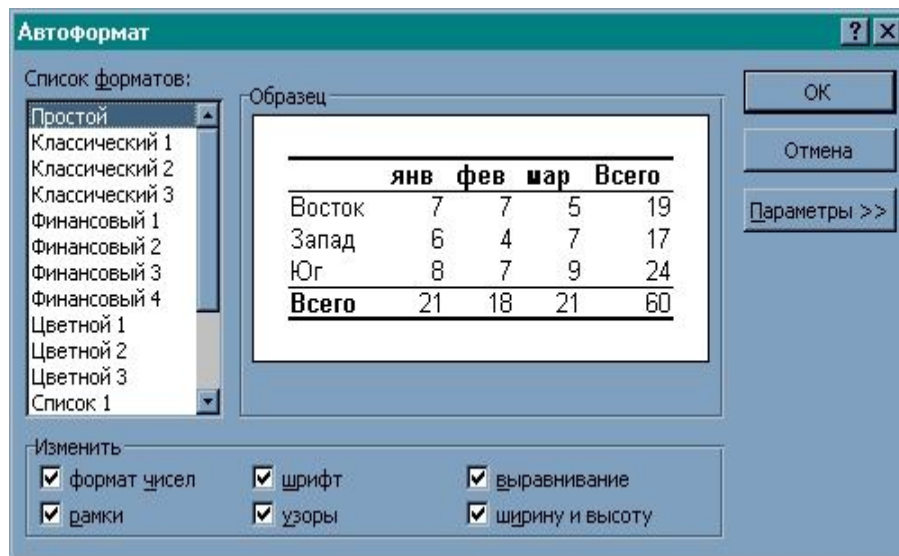 Автоформат
Список форматов:
Простой
Классический 1
Классический 2
Классический 3
Финансовый 1
Финансовый 2
Финансовый 3
Финансовый 4
Цветной 1
Цветной 2
Цветной 3
Список 1
Образец
янв фев мар Всего
Восток 7 7 5 19
Запад 6 4 7 17
Юг 8 7 9 24
Всего 21 18 21 60
OK
Отмена
Параметры >>
Изменить
формат чисел
шрифт
выравнивание
рамки
узоры
ширину и высоту